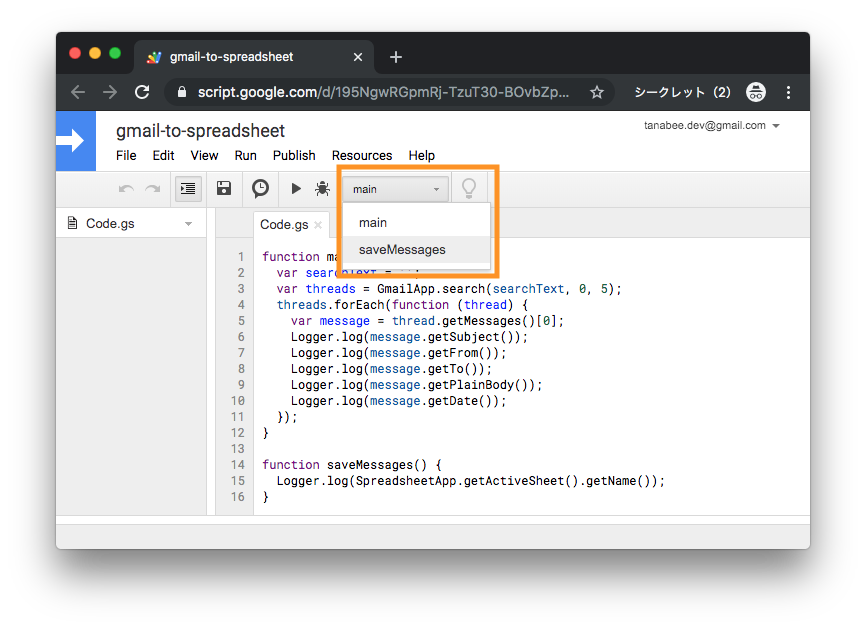 gmail-to-spreadsheet
script.google.com/d/195NgwRGpmRj-TzuT30-BOvbZp...
シークレット（2）
gmail-to-spreadsheet
tanabee.dev@gmail.com
File Edit View Run Publish Resources Help
main
Code.gs
Code.gs
main
saveMessages
1 function
2 var searchText =
3 var threads = GmailApp.search(searchText, 0, 5);
4 threads.forEach(function (thread) {
5 var message = thread.getMessages()[0];
6 Logger.log(message.getSubject());
7 Logger.log(message.getFrom());
8 Logger.log(message.getTo());
9 Logger.log(message.getPlainBody());
10 Logger.log(message.getDate());
11 });
12 }
13
14 function saveMessages() {
15 Logger.log(SpreadsheetApp.getActiveSheet().getName());
16 }